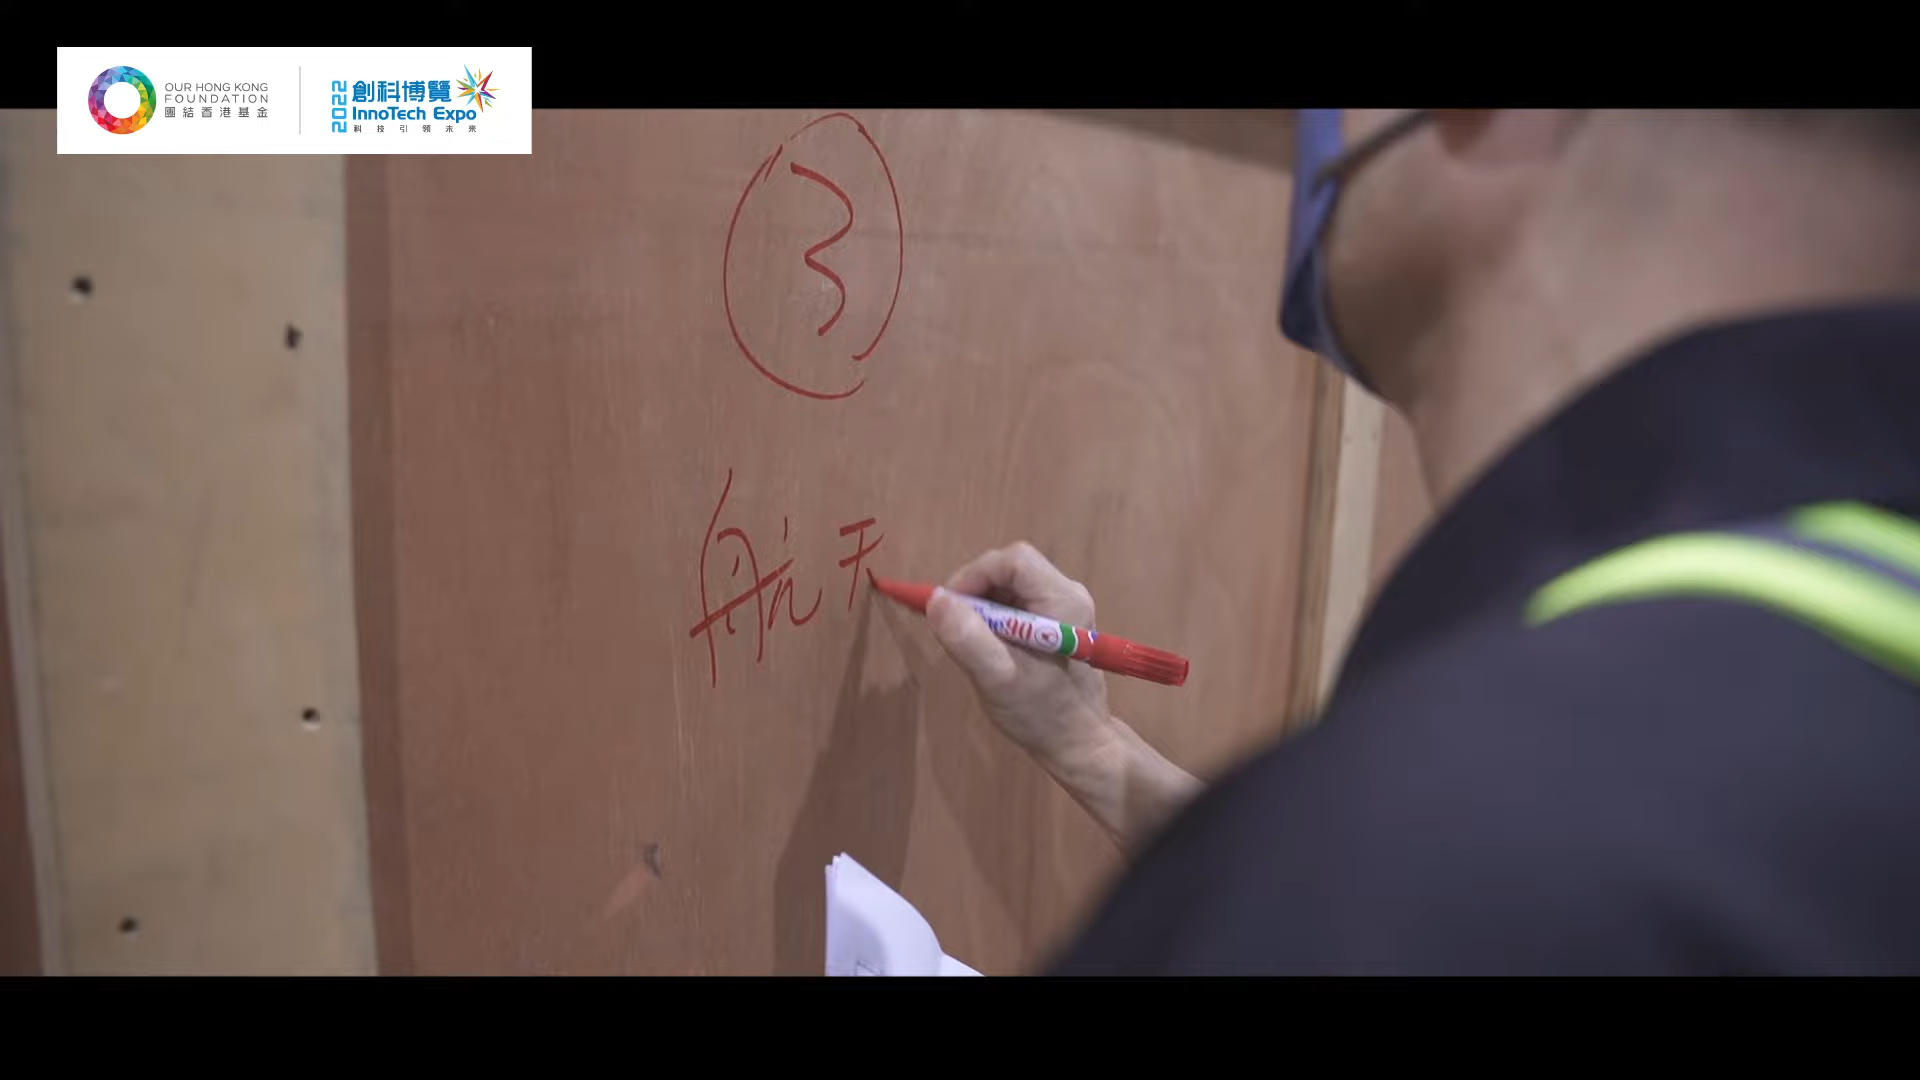 OUR HONG KONG
FOUNDATION
團結香港基金
2022
創科博覽
InnoTech Expo
科技引領未來
3
航天
90